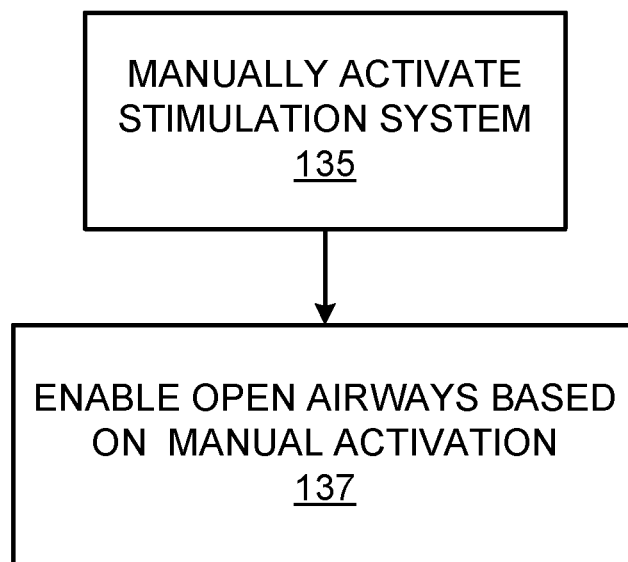 MANUALLY ACTIVATE
STIMULATION SYSTEM
135
ENABLE OPEN AIRWAYS BASED
ON MANUAL ACTIVATION
137